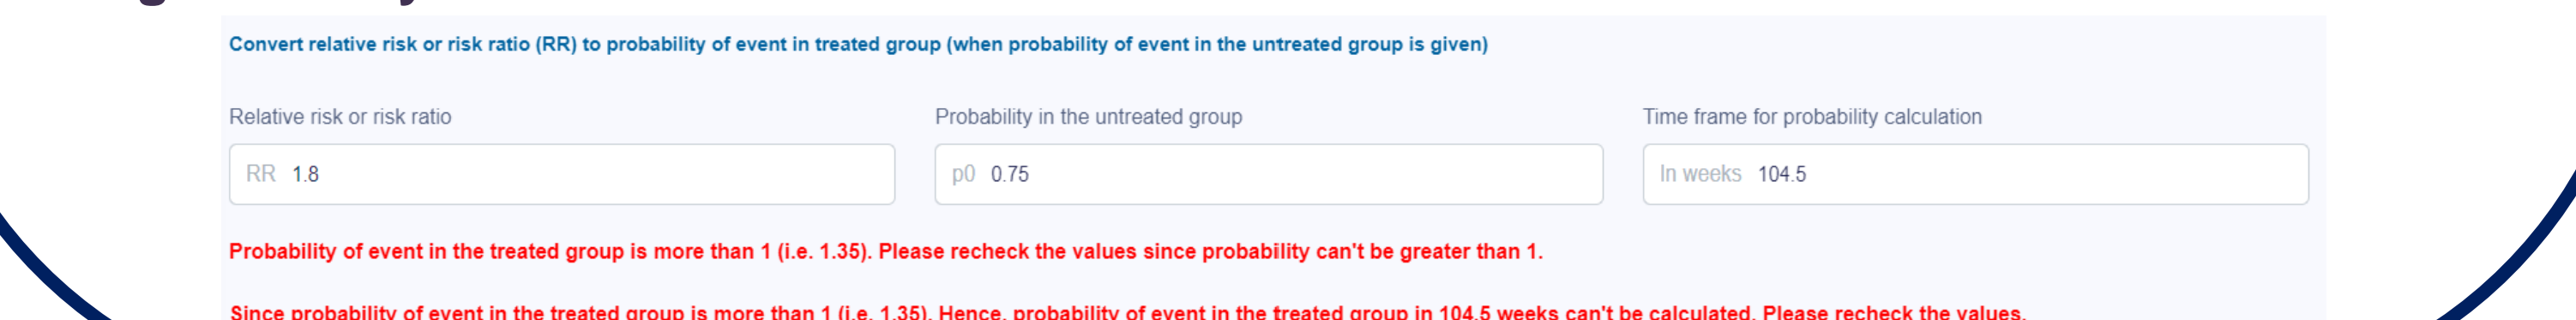 Convert relative risk or risk ratio (RR) to probability of event in treated group (when probability of event in the untreated group is given)
Relative risk or risk ratio
Probability in the untreated group
Time frame for probability calculation
RR 1.8
p0 0.75
In weeks 104.5
Probability of event in the treated group is more than 1 (i.e. 1.35). Please recheck the values since probability can't be greater than 1.
Since probability of event in the treated group is more than 1 (i.e. 1.35). Hence, probability of event in the treated group in 104.5 weeks can't be calculated. Please recheck the values.